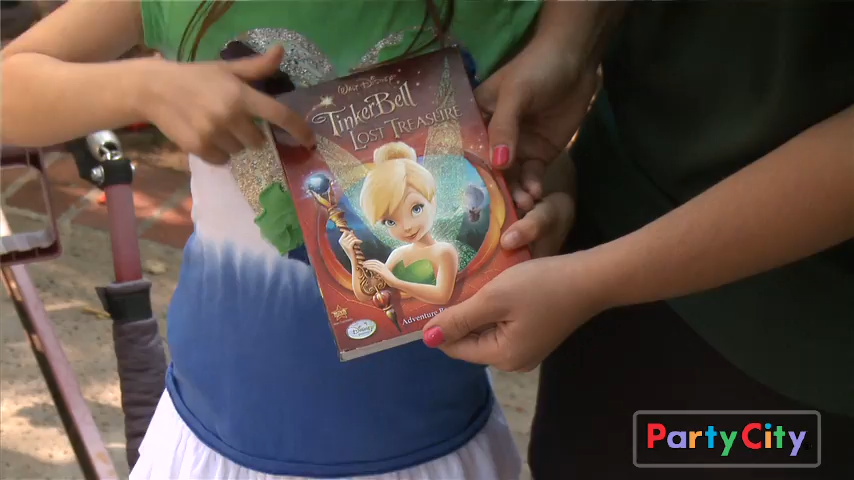 Walt Disney
TinkerBell
Lost Treasure
Disney
Adventure
Party City